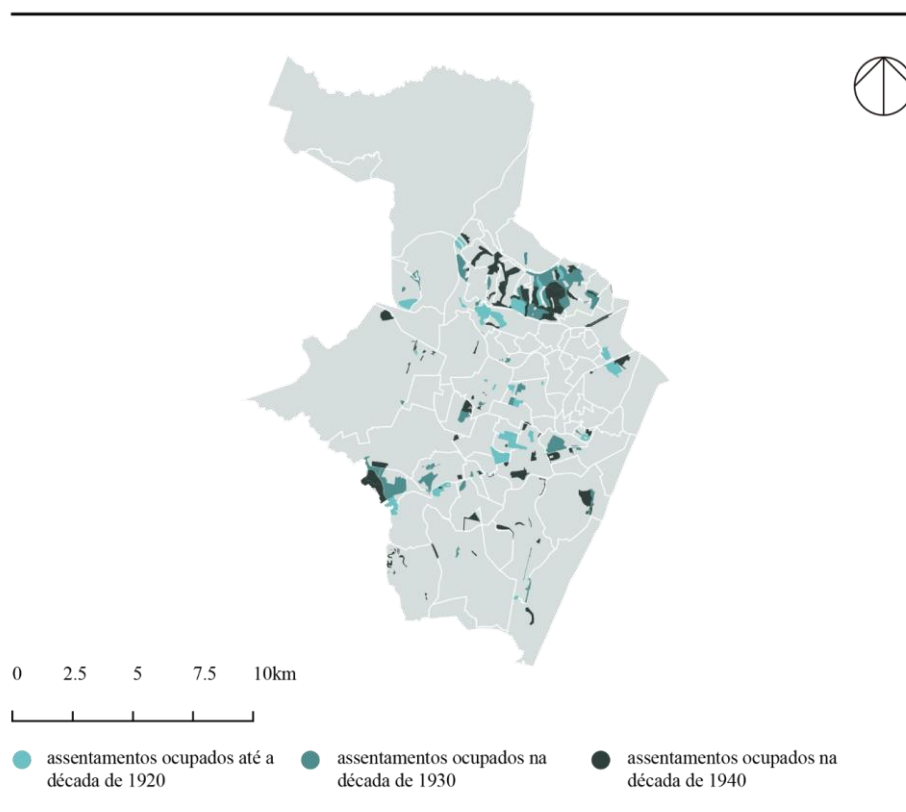 0 2.5 5 7.5 10km
assentamentos ocupados até a
década de 1920
assentamentos ocupados na
década de 1930
assentamentos ocupados na
década de 1940